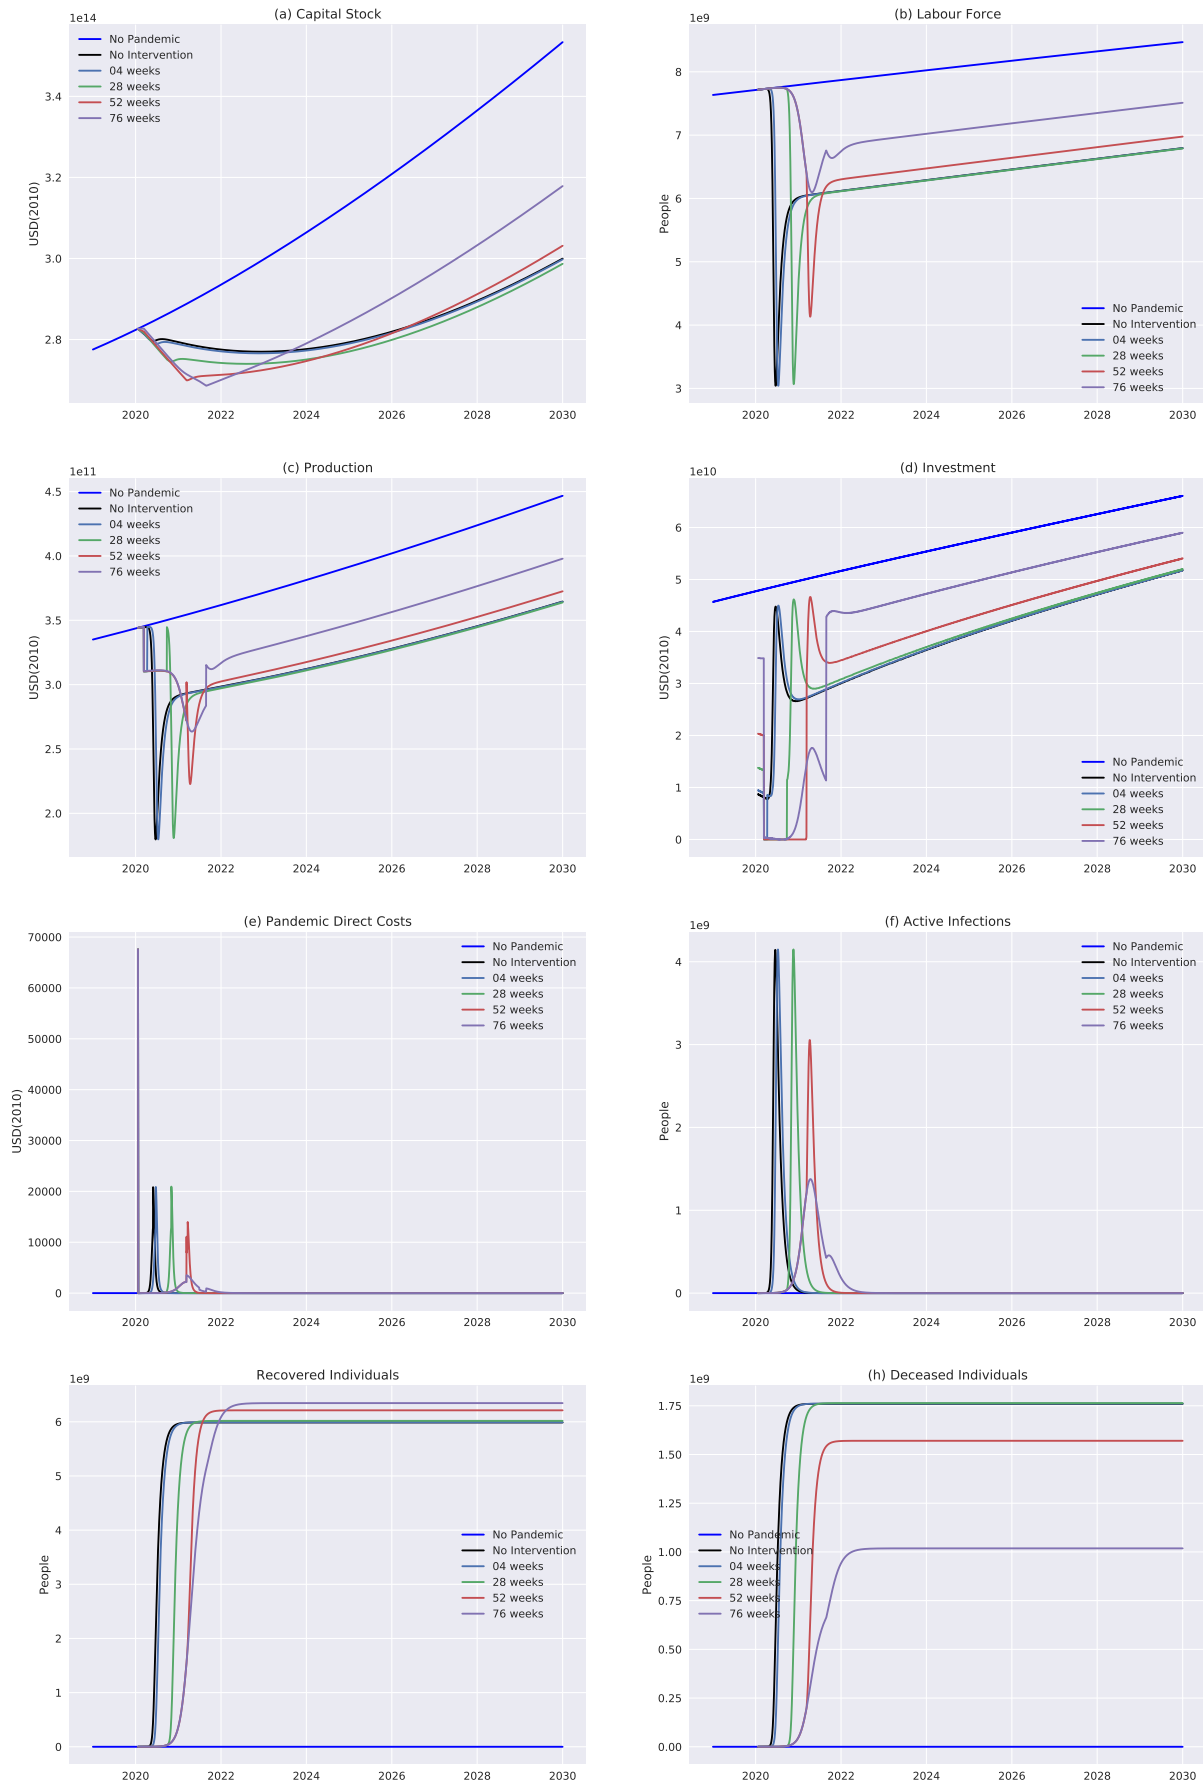 (a) Capital Stock
1e14
No Pandemic
No Intervention
04 weeks
28 weeks
52 weeks
76 weeks
3.4
3.2
3.0
2.8
USD(2010)
2020 2022 2024 2026 2028 2030
(b) Labour Force
1e9
8
7
6
5
4
3
People
No Pandemic
No Intervention
04 weeks
28 weeks
52 weeks
76 weeks
2020 2022 2024 2026 2028 2030
(c) Production
1e11
No Pandemic
No Intervention
04 weeks
28 weeks
52 weeks
76 weeks
4.5
4.0
3.5
3.0
2.5
2.0
USD(2010)
2020 2022 2024 2026 2028 2030
(d) Investment
1e10
6
5
4
3
2
1
0
USD(2010)
No Pandemic
No Intervention
04 weeks
28 weeks
52 weeks
76 weeks
2020 2022 2024 2026 2028 2030
(e) Pandemic Direct Costs
70000
60000
50000
40000
30000
20000
10000
0
USD(2010)
No Pandemic
No Intervention
04 weeks
28 weeks
52 weeks
76 weeks
2020 2022 2024 2026 2028 2030
(f) Active Infections
1e9
4
3
2
1
0
People
No Pandemic
No Intervention
04 weeks
28 weeks
52 weeks
76 weeks
2020 2022 2024 2026 2028 2030
Recovered Individuals
1e9
6
5
4
3
2
1
0
People
No Pandemic
No Intervention
04 weeks
28 weeks
52 weeks
76 weeks
2020 2022 2024 2026 2028 2030
(h) Deceased Individuals
1e9
1.75
1.50
1.25
1.00
0.75
0.50
0.25
0.00
People
No Pandemic
No Intervention
04 weeks
28 weeks
52 weeks
76 weeks
2020 2022 2024 2026 2028 2030